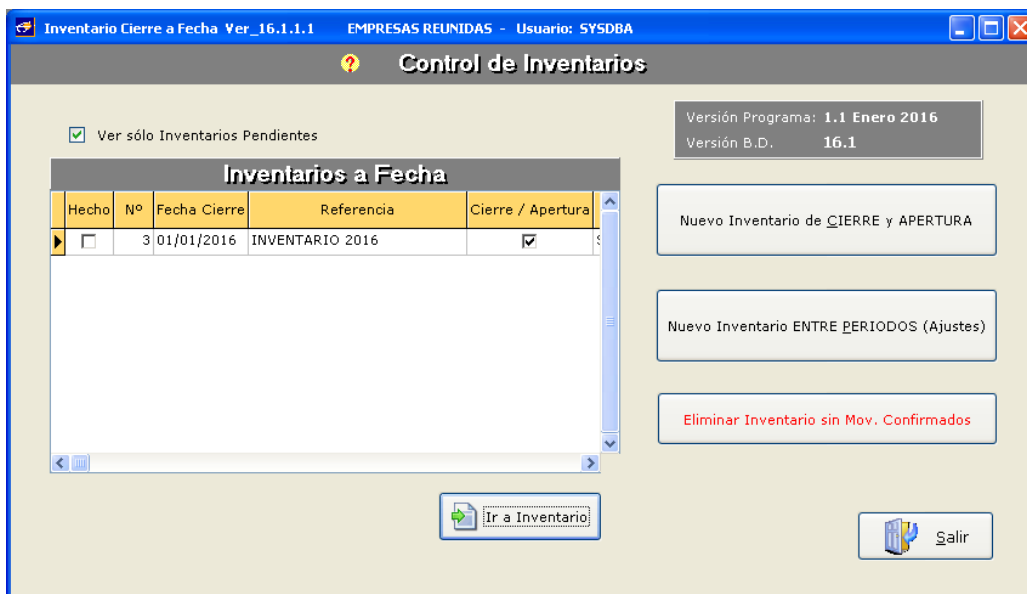 Inventario Cierre a Fecha Ver_16.1.1.1 EMPRESAS REUNIDAS - Usuario: SYSDBA
? Control de Inventarios
Ver sólo Inventarios Pendientes
Versión Programa: 1.1 Enero 2016
Versión B.D. 16.1
Inventarios a Fecha
Hecho Nº Fecha Cierre Referencia Cierre / Apertura
3 01/01/2016 INVENTARIO 2016
Nuevo Inventario de CIERRE y APERTURA
Nuevo Inventario ENTRE PERIODOS (Ajustes)
Eliminar Inventario sin Mov. Confirmados
Ir a Inventario
Salir